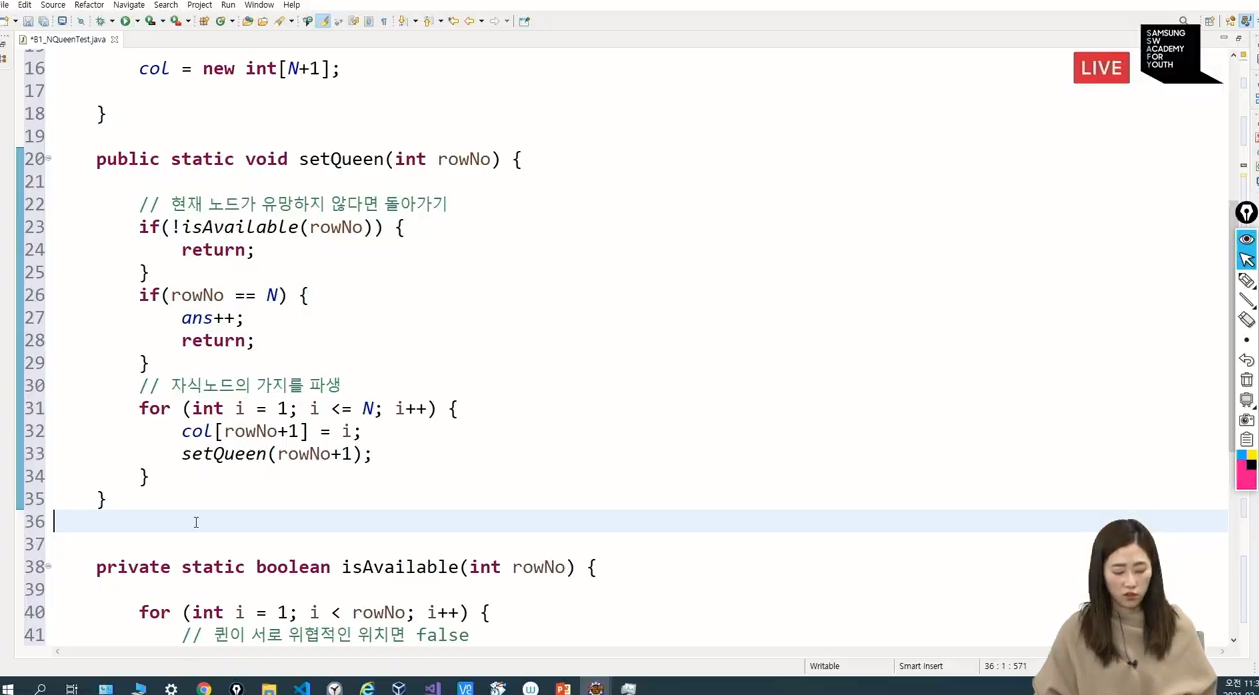 File Edit Source Refactor Navigate Search Project Run Window Help
*B1_NQueenTest.java
LIVE
SAMSUNG
SW
ACADEMY
FOR
YOUTH
16 col = new int[N+1];
17
18 }
19
20 public static void setQueen(int rowNo) {
21
22 // 현재 노드가 유망하지 않다면 돌아가기
23 if(!isAvailable(rowNo)) {
24 return;
25 }
26 if(rowNo == N) {
27 ans++;
28 return;
29 }
30 // 자식노드의 가지를 파생
31 for (int i = 1; i <= N; i++) {
32 col[rowNo+1] = i;
33 setQueen(rowNo+1);
34 }
35 }
36
37
38 private static boolean isAvailable(int rowNo) {
39
40 for (int i = 1; i < rowNo; i++) {
41 // 퀸이 서로 위협적인 위치면 false
Writable Smart Insert 36 : 1 : 571